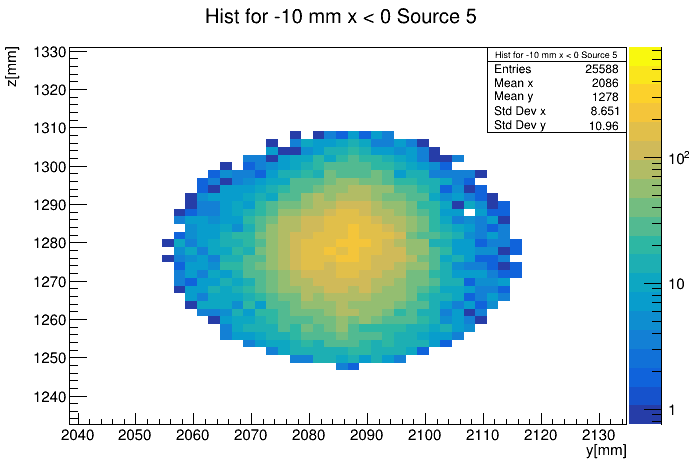 Hist for -10 mm x < 0 Source 5
z[mm]
1330
1320
1310
1300
1290
1280
1270
1260
1250
1240
Hist for -10 mm x < 0 Source 5
Entries 25588
Mean x 2086
Mean y 1278
Std Dev x 8.651
Std Dev y 10.96
10²
10
1
2040 2050 2060 2070 2080 2090 2100 2110 2120 2130
y[mm]